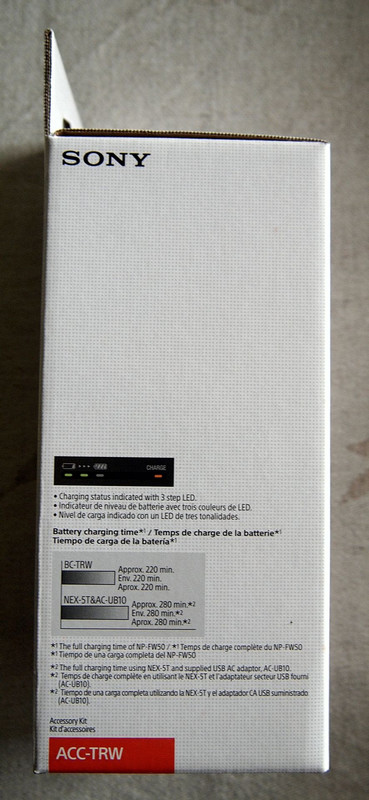 SONY
CHARGE
• Charging status indicated with 3 step LED.
• Indicateur de niveau de batterie avec trois couleurs de LED.
• Nivel de carga indicado con un LED de tres tonalidades.
Battery charging time*1 / Temps de charge de la batterie*1
Tiempo de carga de la batería*1
BC-TRW
Approx. 220 min.
Env. 220 min.
Aprox. 220 min.
NEX-5T&AC-UB10
Approx. 280 min.*2
Env. 280 min.*2
Aprox. 280 min.*2
*1 The full charging time of NP-FW50 / *1 Temps de charge complète du NP-FW50
*1 Tiempo de una carga completa del NP-FW50
*2 The full charging time using NEX-5T and supplied USB AC adaptor, AC-UB10.
*2 Temps de charge complète en utilisant le NEX-5T et l'adaptateur secteur USB fourni
(AC-UB10).
*2 Tiempo de una carga completa utilizando la NEX-5T y el adaptador CA USB suministrado
(AC-UB10).
Accessory Kit
Kit d'accessoires
ACC-TRW